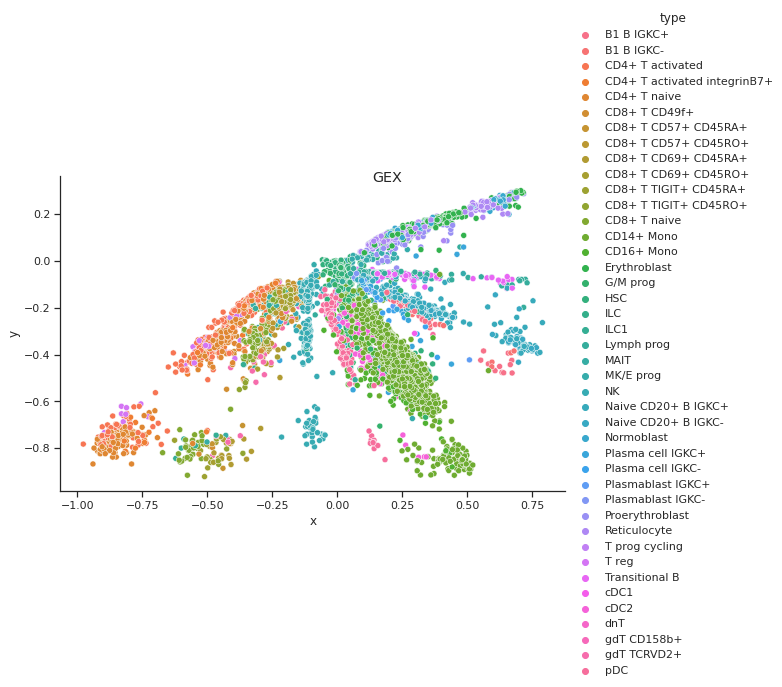 type
B1 B IGKC+
B1 B IGKC-
CD4+ T activated
CD4+ T activated integrinB7+
CD4+ T naive
CD8+ T CD49f+
CD8+ T CD57+ CD45RA+
CD8+ T CD57+ CD45RO+
CD8+ T CD69+ CD45RA+
CD8+ T CD69+ CD45RO+
CD8+ T TIGIT+ CD45RA+
CD8+ T TIGIT+ CD45RO+
CD8+ T naive
CD14+ Mono
CD16+ Mono
Erythroblast
G/M prog
HSC
ILC
ILC1
Lymph prog
MAIT
MK/E prog
NK
Naive CD20+ B IGKC+
Naive CD20+ B IGKC-
Normoblast
Plasma cell IGKC+
Plasma cell IGKC-
Plasmablast IGKC+
Plasmablast IGKC-
Proerythroblast
Reticulocyte
T prog cycling
T reg
Transitional B
cDC1
cDC2
dnT
gdT CD158b+
gdT TCRVD2+
pDC
GEX
0.2
0.0
−0.2
−0.4
−0.6
−0.8
y
−1.00
−0.75
−0.50
−0.25
0.00
0.25
0.50
0.75
x